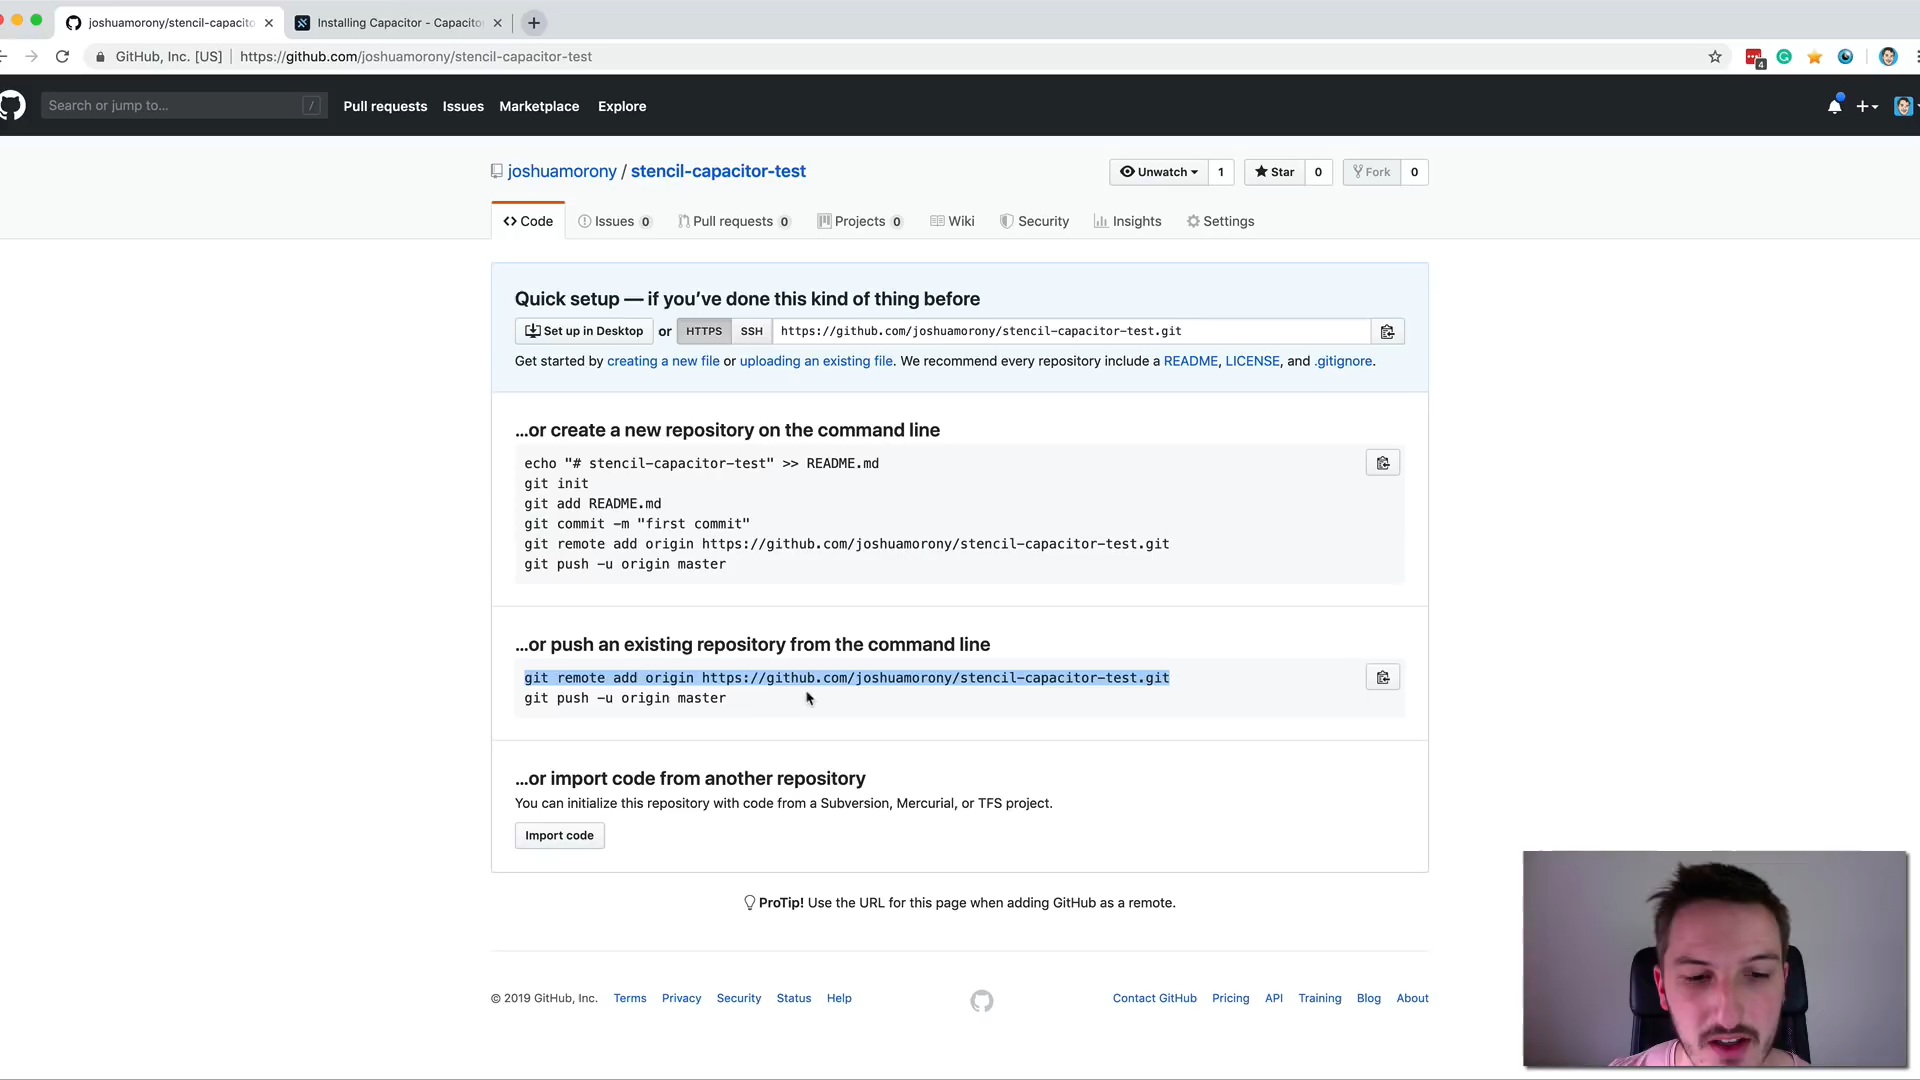 joshuamorony/stencil-capacito
Installing Capacitor - Capacito
GitHub, Inc. [US]
https://github.com/joshuamorony/stencil-capacitor-test
4
Search or jump to...
/
Pull requests
Issues
Marketplace
Explore
joshuamorony / stencil-capacitor-test
Unwatch 1
Star 0
Fork 0
Code
Issues 0
Pull requests 0
Projects 0
Wiki
Security
Insights
Settings
Quick setup — if you’ve done this kind of thing before
Set up in Desktop or HTTPS SSH https://github.com/joshuamorony/stencil-capacitor-test.git
Get started by creating a new file or uploading an existing file. We recommend every repository include a README, LICENSE, and .gitignore.
…or create a new repository on the command line
echo "# stencil-capacitor-test" >> README.md
git init
git add README.md
git commit -m "first commit"
git remote add origin https://github.com/joshuamorony/stencil-capacitor-test.git
git push -u origin master
…or push an existing repository from the command line
git remote add origin https://github.com/joshuamorony/stencil-capacitor-test.git
git push -u origin master
…or import code from another repository
You can initialize this repository with code from a Subversion, Mercurial, or TFS project.
Import code
ProTip! Use the URL for this page when adding GitHub as a remote.
© 2019 GitHub, Inc. Terms Privacy Security Status Help
Contact GitHub Pricing API Training Blog About